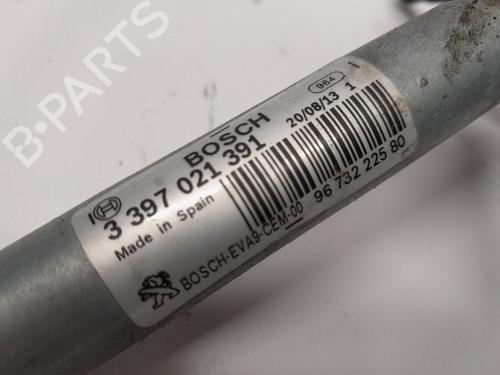 BOSCH
984
20/08/13 1
3 397 021 391
Made in Spain
96 732 225 80
BOSCH-EVA9-CEM-00
B PARTS